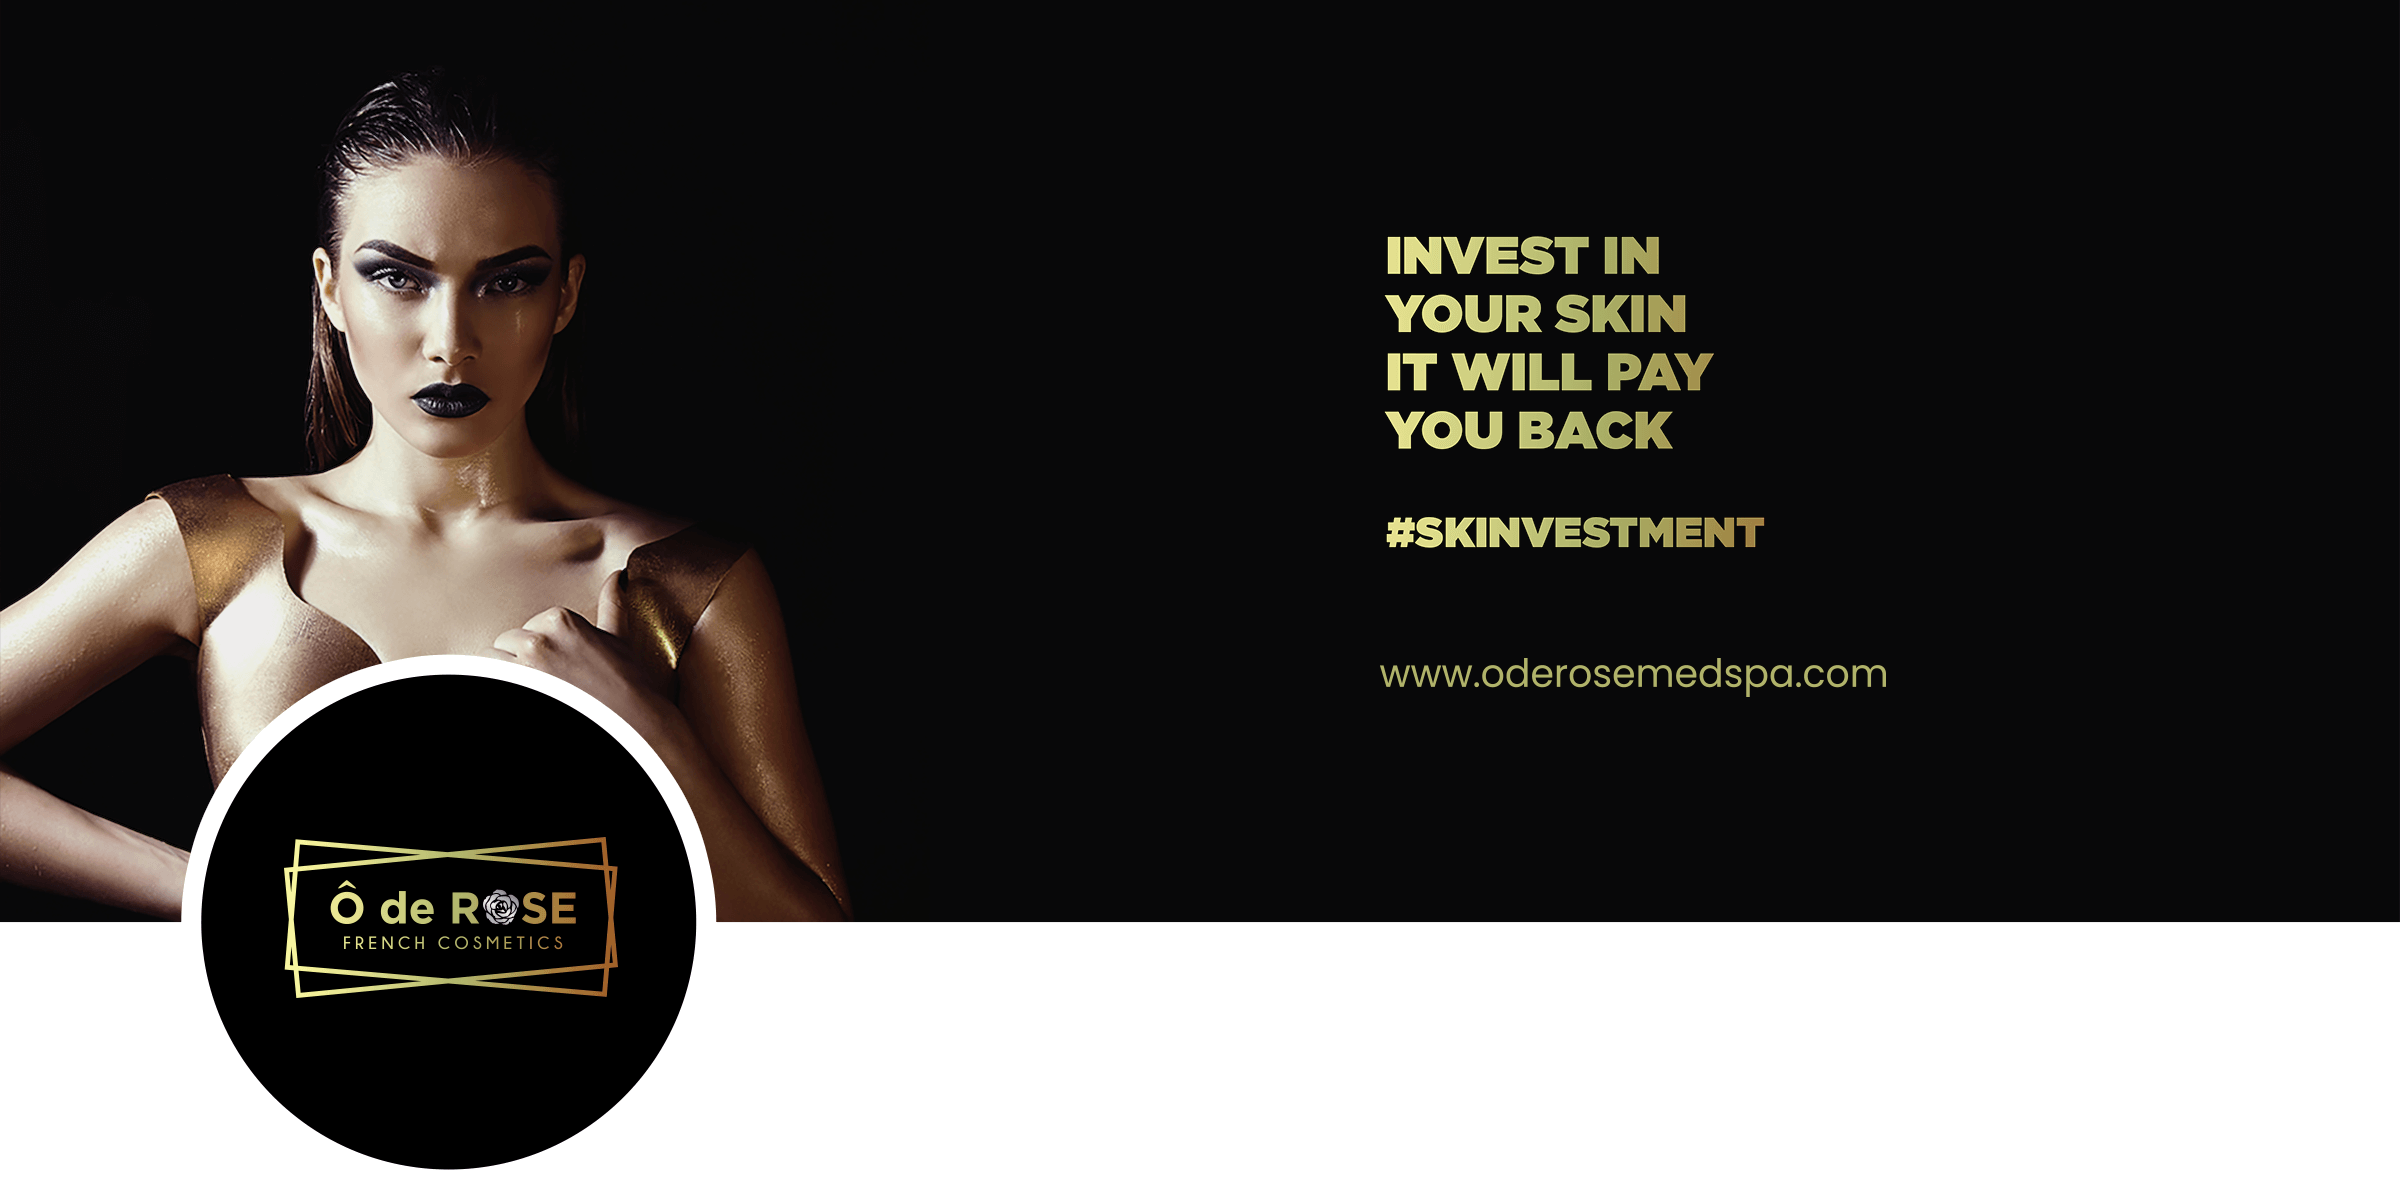 INVEST IN
YOUR SKIN
IT WILL PAY
YOU BACK
#SKINVESTMENT
www.oderosemedspa.com
Ô de ROSE
FRENCH COSMETICS